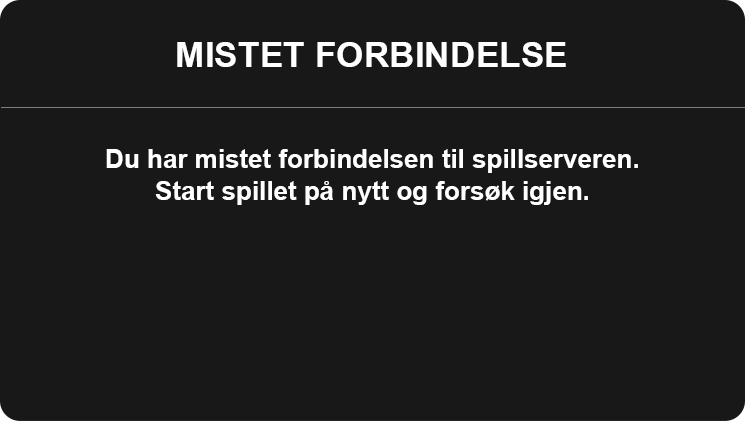 MISTET FORBINDELSE
Du har mistet forbindelsen til spillserveren.
Start spillet på nytt og forsøk igjen.